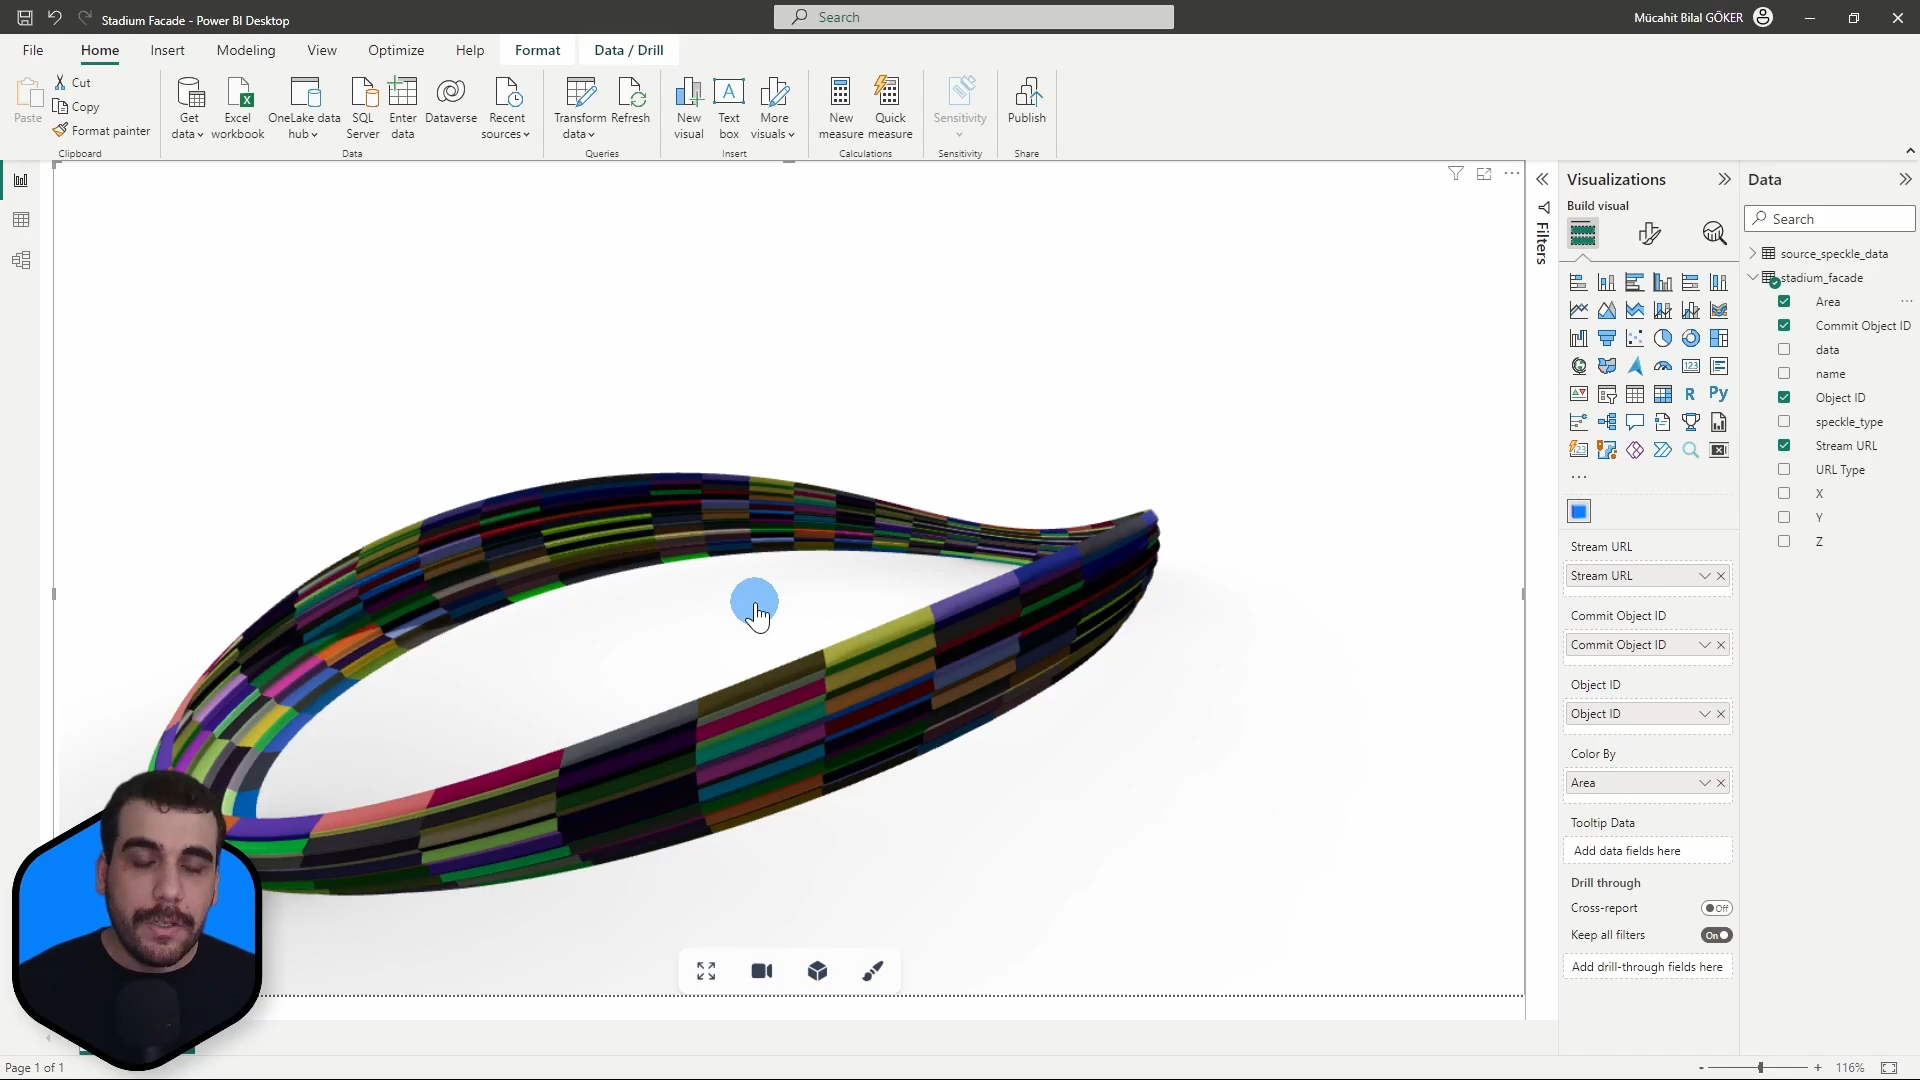 Stadium Facade - Power BI Desktop
Search
Mücahit Bilal GÖKER
File
Home
Insert
Modeling
View
Optimize
Help
Format
Data / Drill
Paste
Cut
Copy
Format painter
Clipboard
Get data
Excel workbook
OneLake data hub
SQL Server
Enter data
Dataverse
Recent sources
Data
Transform data
Refresh
Queries
New visual
Text box
More visuals
Insert
New measure
Quick measure
Calculations
Sensitivity
Sensitivity
Publish
Share
Filters
Visualizations
Build visual
R
Py
123
Stream URL
Stream URL
Commit Object ID
Commit Object ID
Object ID
Object ID
Color By
Area
Tooltip Data
Add data fields here
Drill through
Cross-report
Off
Keep all filters
On
Add drill-through fields here
Data
Search
source_speckle_data
stadium_facade
Area
Commit Object ID
data
name
Object ID
speckle_type
Stream URL
URL Type
X
Y
Z
Page 1 of 1
116%